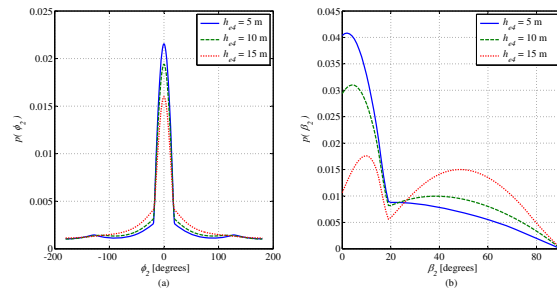 0.025
0.02
0.015
0.01
0.005
0
-200
-100
0
100
200
p( ϕ2)
ϕ2 [degrees]
he4 = 5 m
he4 = 10 m
he4 = 15 m
(a)
0.05
0.045
0.04
0.035
0.03
0.025
0.02
0.015
0.01
0.005
0
0
20
40
60
80
p( β2)
β2 [degrees]
he4 = 5 m
he4 = 10 m
he4 = 15 m
(b)